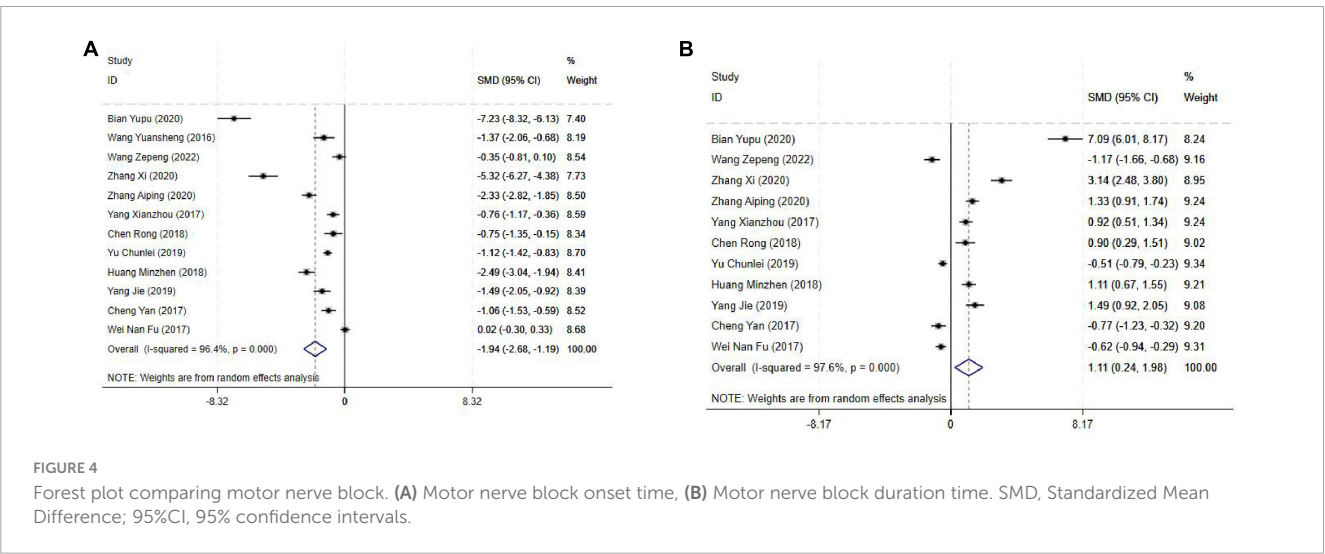 A
Study %
ID SMD (95% CI) Weight
Bian Yupu (2020) -7.23 (-8.32, -6.13) 7.40
Wang Yuansheng (2016) -1.37 (-2.06, -0.68) 8.19
Wang Zepeng (2022) -0.35 (-0.81, 0.10) 8.54
Zhang Xi (2020) -5.32 (-6.27, -4.38) 7.73
Zhang Aiping (2020) -2.33 (-2.82, -1.85) 8.50
Yang Xianzhou (2017) -0.76 (-1.17, -0.36) 8.59
Chen Rong (2018) -0.75 (-1.35, -0.15) 8.34
Yu Chunlei (2019) -1.12 (-1.42, -0.83) 8.70
Huang Minzhen (2018) -2.49 (-3.04, -1.94) 8.41
Yang Jie (2019) -1.49 (-2.05, -0.92) 8.39
Cheng Yan (2017) -1.06 (-1.53, -0.59) 8.52
Wei Nan Fu (2017) 0.02 (-0.30, 0.33) 8.68
Overall (I-squared = 96.4%, p = 0.000) -1.94 (-2.68, -1.19) 100.00
NOTE: Weights are from random effects analysis
-8.32 0 8.32
B
Study %
ID SMD (95% CI) Weight
Bian Yupu (2020) 7.09 (6.01, 8.17) 8.24
Wang Zepeng (2022) -1.17 (-1.66, -0.68) 9.16
Zhang Xi (2020) 3.14 (2.48, 3.80) 8.95
Zhang Aiping (2020) 1.33 (0.91, 1.74) 9.24
Yang Xianzhou (2017) 0.92 (0.51, 1.34) 9.24
Chen Rong (2018) 0.90 (0.29, 1.51) 9.02
Yu Chunlei (2019) -0.51 (-0.79, -0.23) 9.34
Huang Minzhen (2018) 1.11 (0.67, 1.55) 9.21
Yang Jie (2019) 1.49 (0.92, 2.05) 9.08
Cheng Yan (2017) -0.77 (-1.23, -0.32) 9.20
Wei Nan Fu (2017) -0.62 (-0.94, -0.29) 9.31
Overall (I-squared = 97.6%, p = 0.000) 1.11 (0.24, 1.98) 100.00
NOTE: Weights are from random effects analysis
-8.17 0 8.17
FIGURE 4
Forest plot comparing motor nerve block. (A) Motor nerve block onset time, (B) Motor nerve block duration time. SMD, Standardized Mean
Difference; 95%CI, 95% confidence intervals.